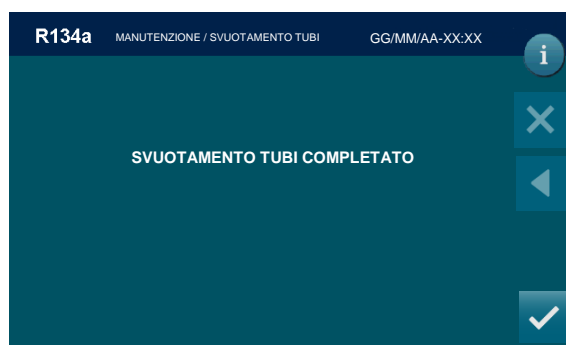 R134a MANUTENZIONE / SVUOTAMENTO TUBI GG/MM/AA-XX:XX
i
SVUOTAMENTO TUBI COMPLETATO